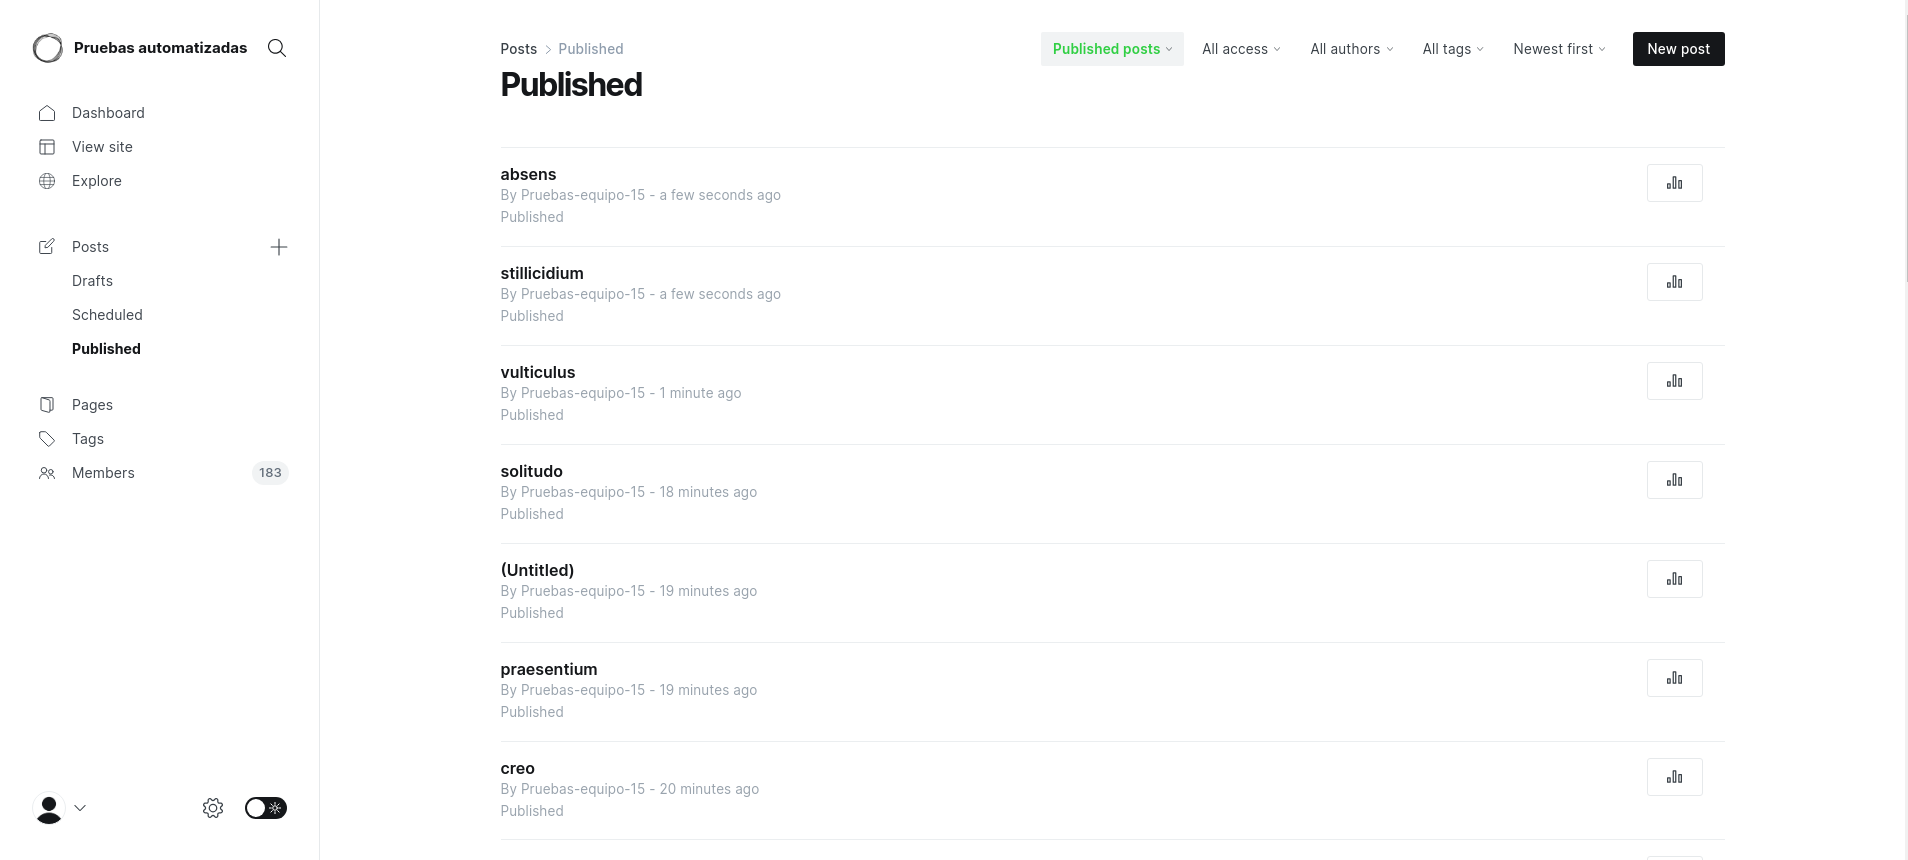 Pruebas automatizadas
Dashboard
View site
Explore
Posts
Drafts
Scheduled
Published
Pages
Tags
Members 183
Posts > Published
Published
Published posts
All access
All authors
All tags
Newest first
New post
absens
By Pruebas-equipo-15 - a few seconds ago
Published
stillicidium
By Pruebas-equipo-15 - a few seconds ago
Published
vulticulus
By Pruebas-equipo-15 - 1 minute ago
Published
solitudo
By Pruebas-equipo-15 - 18 minutes ago
Published
(Untitled)
By Pruebas-equipo-15 - 19 minutes ago
Published
praesentium
By Pruebas-equipo-15 - 19 minutes ago
Published
creo
By Pruebas-equipo-15 - 20 minutes ago
Published